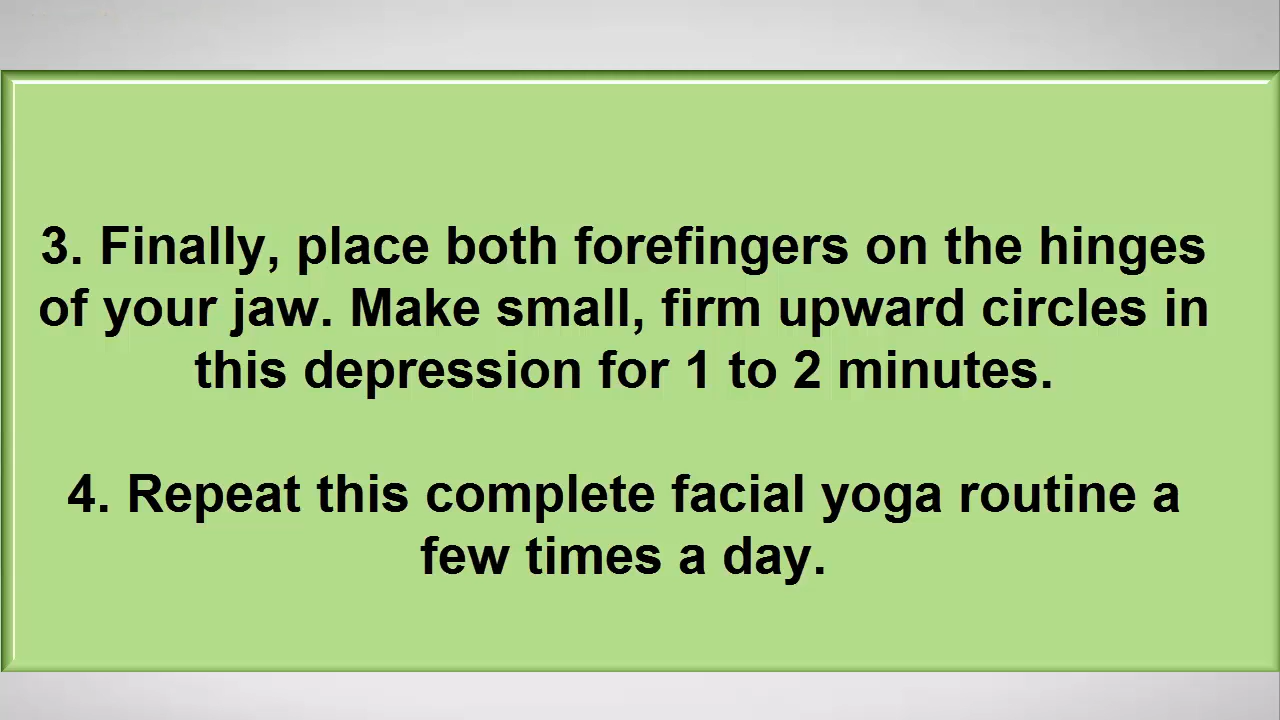 3. Finally, place both forefingers on the hinges
of your jaw. Make small, firm upward circles in
this depression for 1 to 2 minutes.
4. Repeat this complete facial yoga routine a
few times a day.